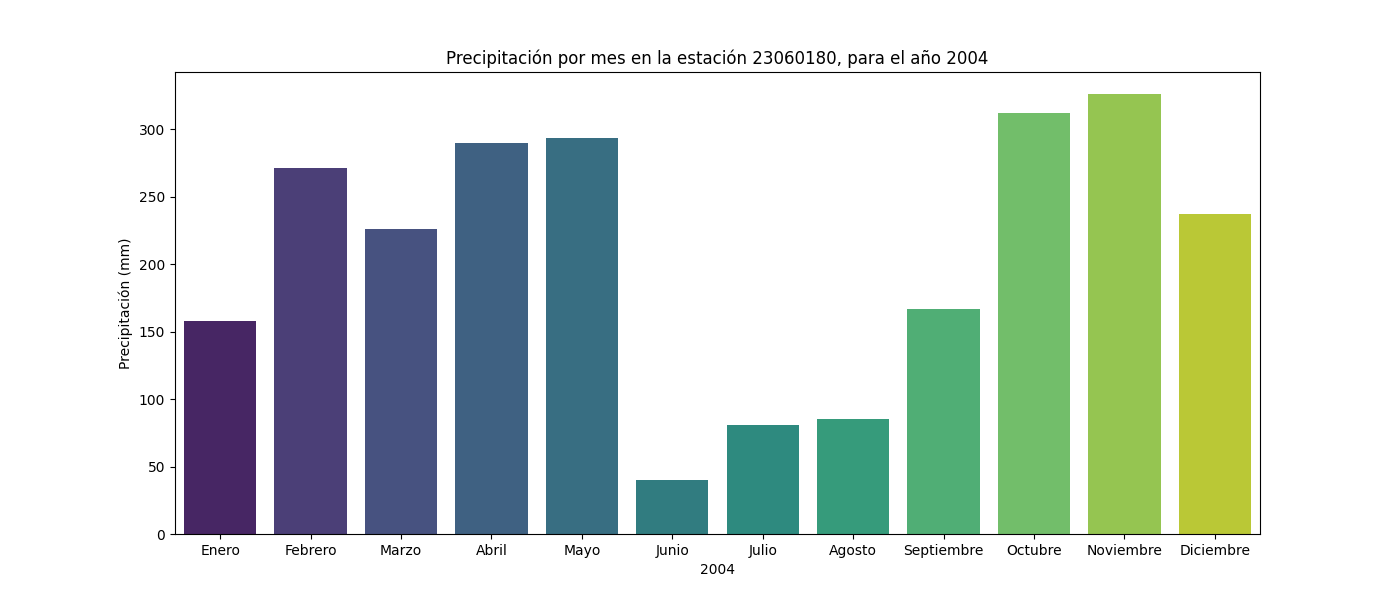 Precipitación por mes en la estación 23060180, para el año 2004
Precipitación (mm)
300
250
200
150
100
50
0
Enero Febrero Marzo Abril Mayo Junio Julio Agosto Septiembre Octubre Noviembre Diciembre
2004